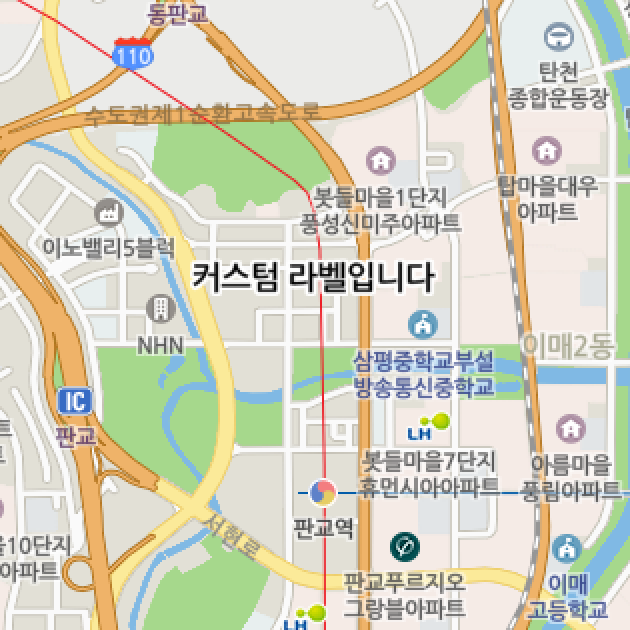 동판교
110
탄천
종합운동장
수도권제1순환고속도로
봇들마을1단지
풍성신미주아파트
탑마을대우
아파트
이노밸리5블럭
커스텀 라벨입니다
NHN
이매2동
삼평중학교부설
방송통신중학교
IC
판교
LH
봇들마을7단지
휴먼시아아파트
아름마을
풍림아파트
판교역
서현로
을10단지
아파트
판교푸르지오
그랑블아파트
이매
고등학교
LH